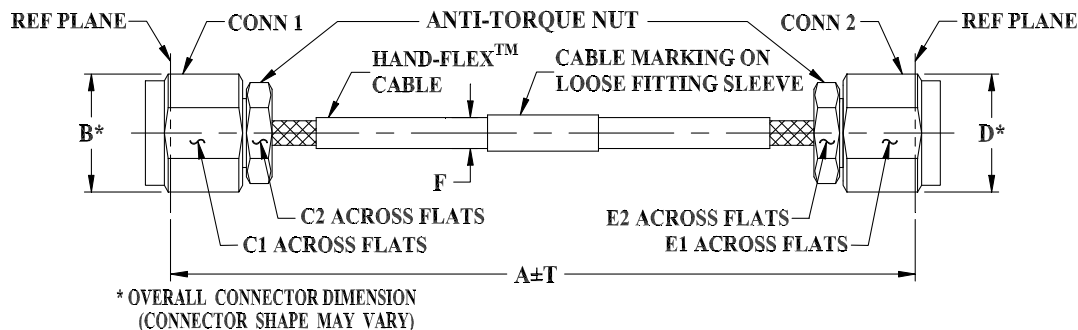 REF PLANE
CONN 1
ANTI-TORQUE NUT
CONN 2
REF PLANE
HAND-FLEX™
CABLE
CABLE MARKING ON
LOOSE FITTING SLEEVE
B*
D*
F
C2 ACROSS FLATS
E2 ACROSS FLATS
C1 ACROSS FLATS
E1 ACROSS FLATS
A±T
* OVERALL CONNECTOR DIMENSION
(CONNECTOR SHAPE MAY VARY)